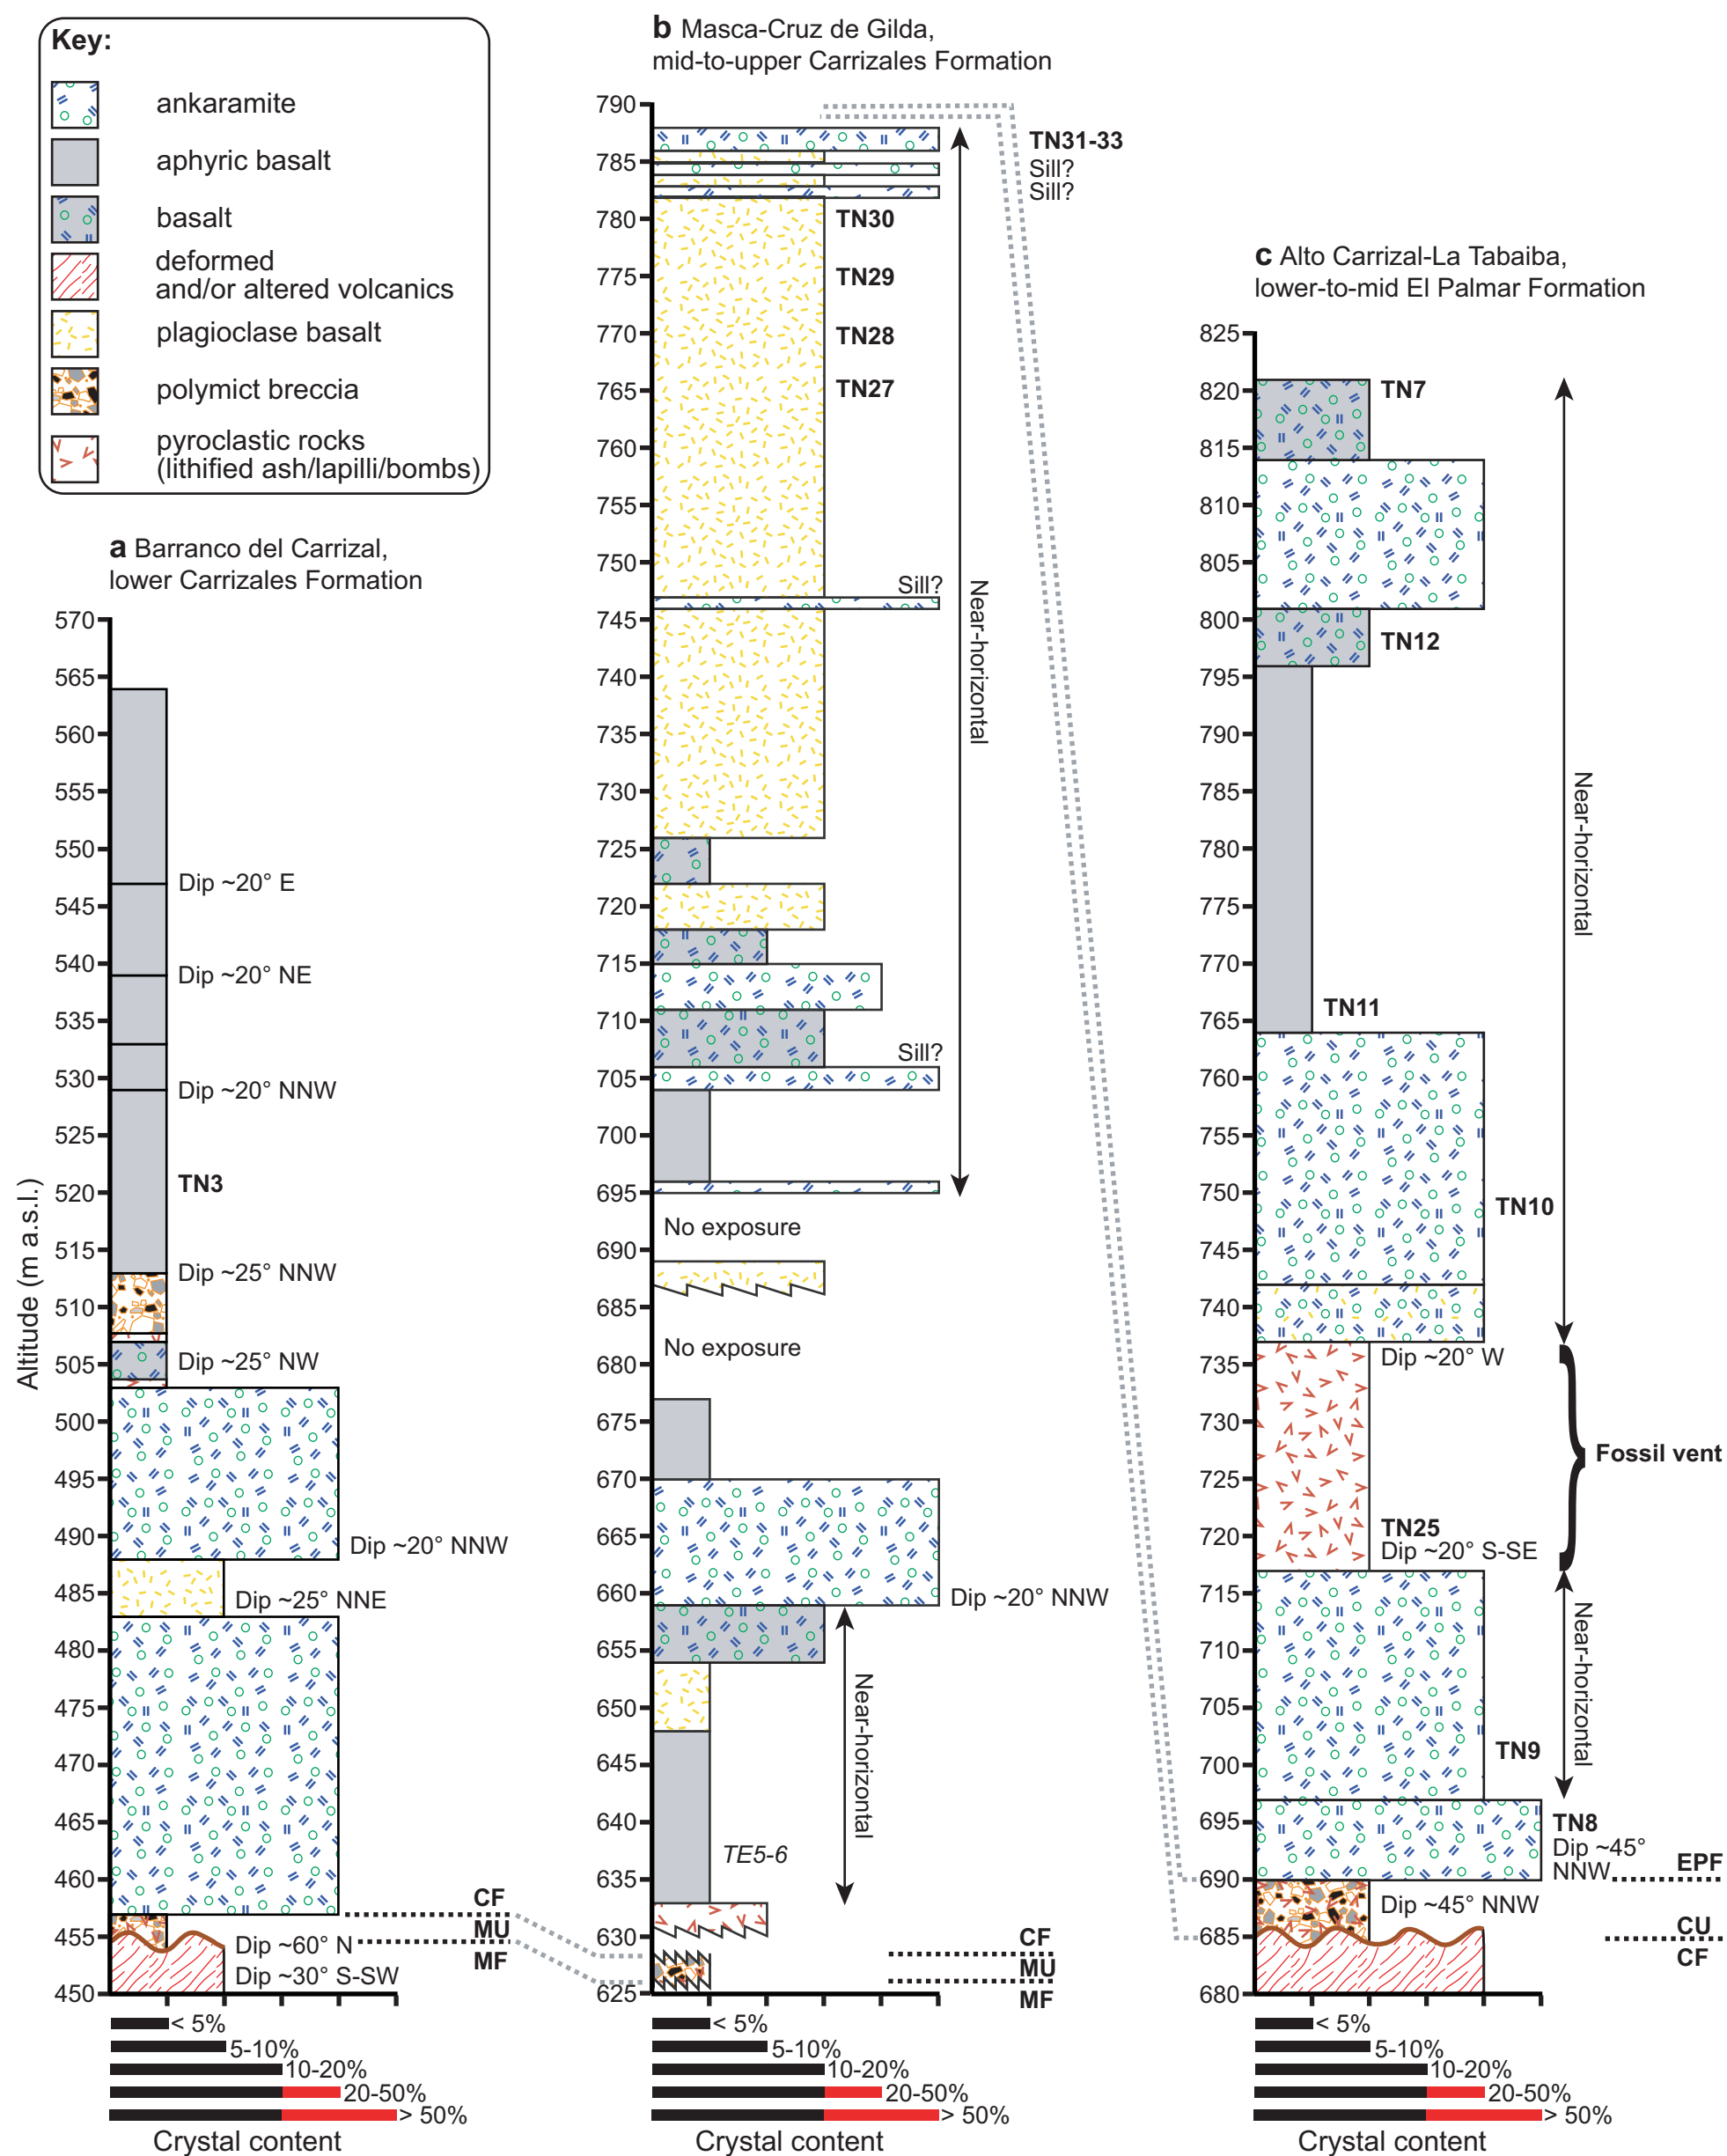 Key:
ankaramite
aphyric basalt
basalt
deformed
and/or altered volcanics
plagioclase basalt
polymict breccia
pyroclastic rocks
(lithified ash/lapilli/bombs)
a Barranco del Carrizal,
lower Carrizales Formation
Altitude (m a.s.l.)
570
565
560
555
550
545
540
535
530
525
520
515
510
505
500
495
490
485
480
475
470
465
460
455
450
Dip ~20° E
Dip ~20° NE
Dip ~20° NNW
TN3
Dip ~25° NNW
Dip ~25° NW
Dip ~20° NNW
Dip ~25° NNE
CF
MU
MF
Dip ~60° N
Dip ~30° S-SW
< 5%
5-10%
10-20%
20-50%
> 50%
Crystal content
b Masca-Cruz de Gilda,
mid-to-upper Carrizales Formation
790
785
780
775
770
765
760
755
750
745
740
735
730
725
720
715
710
705
700
695
690
685
680
675
670
665
660
655
650
645
640
635
630
625
TN31-33
Sill?
Sill?
TN30
TN29
TN28
TN27
Sill?
Near-horizontal
Sill?
No exposure
No exposure
Dip ~20° NNW
Near-horizontal
TE5-6
CF
MU
MF
< 5%
5-10%
10-20%
20-50%
> 50%
Crystal content
c Alto Carrizal-La Tabaiba,
lower-to-mid El Palmar Formation
825
820
815
810
805
800
795
790
785
780
775
770
765
760
755
750
745
740
735
730
725
720
715
710
705
700
695
690
685
680
TN7
TN12
Near-horizontal
TN11
TN10
Dip ~20° W
Fossil vent
TN25
Dip ~20° S-SE
Near-horizontal
TN9
TN8
Dip ~45°
NNW
EPF
Dip ~45° NNW
CU
CF
< 5%
5-10%
10-20%
20-50%
> 50%
Crystal content